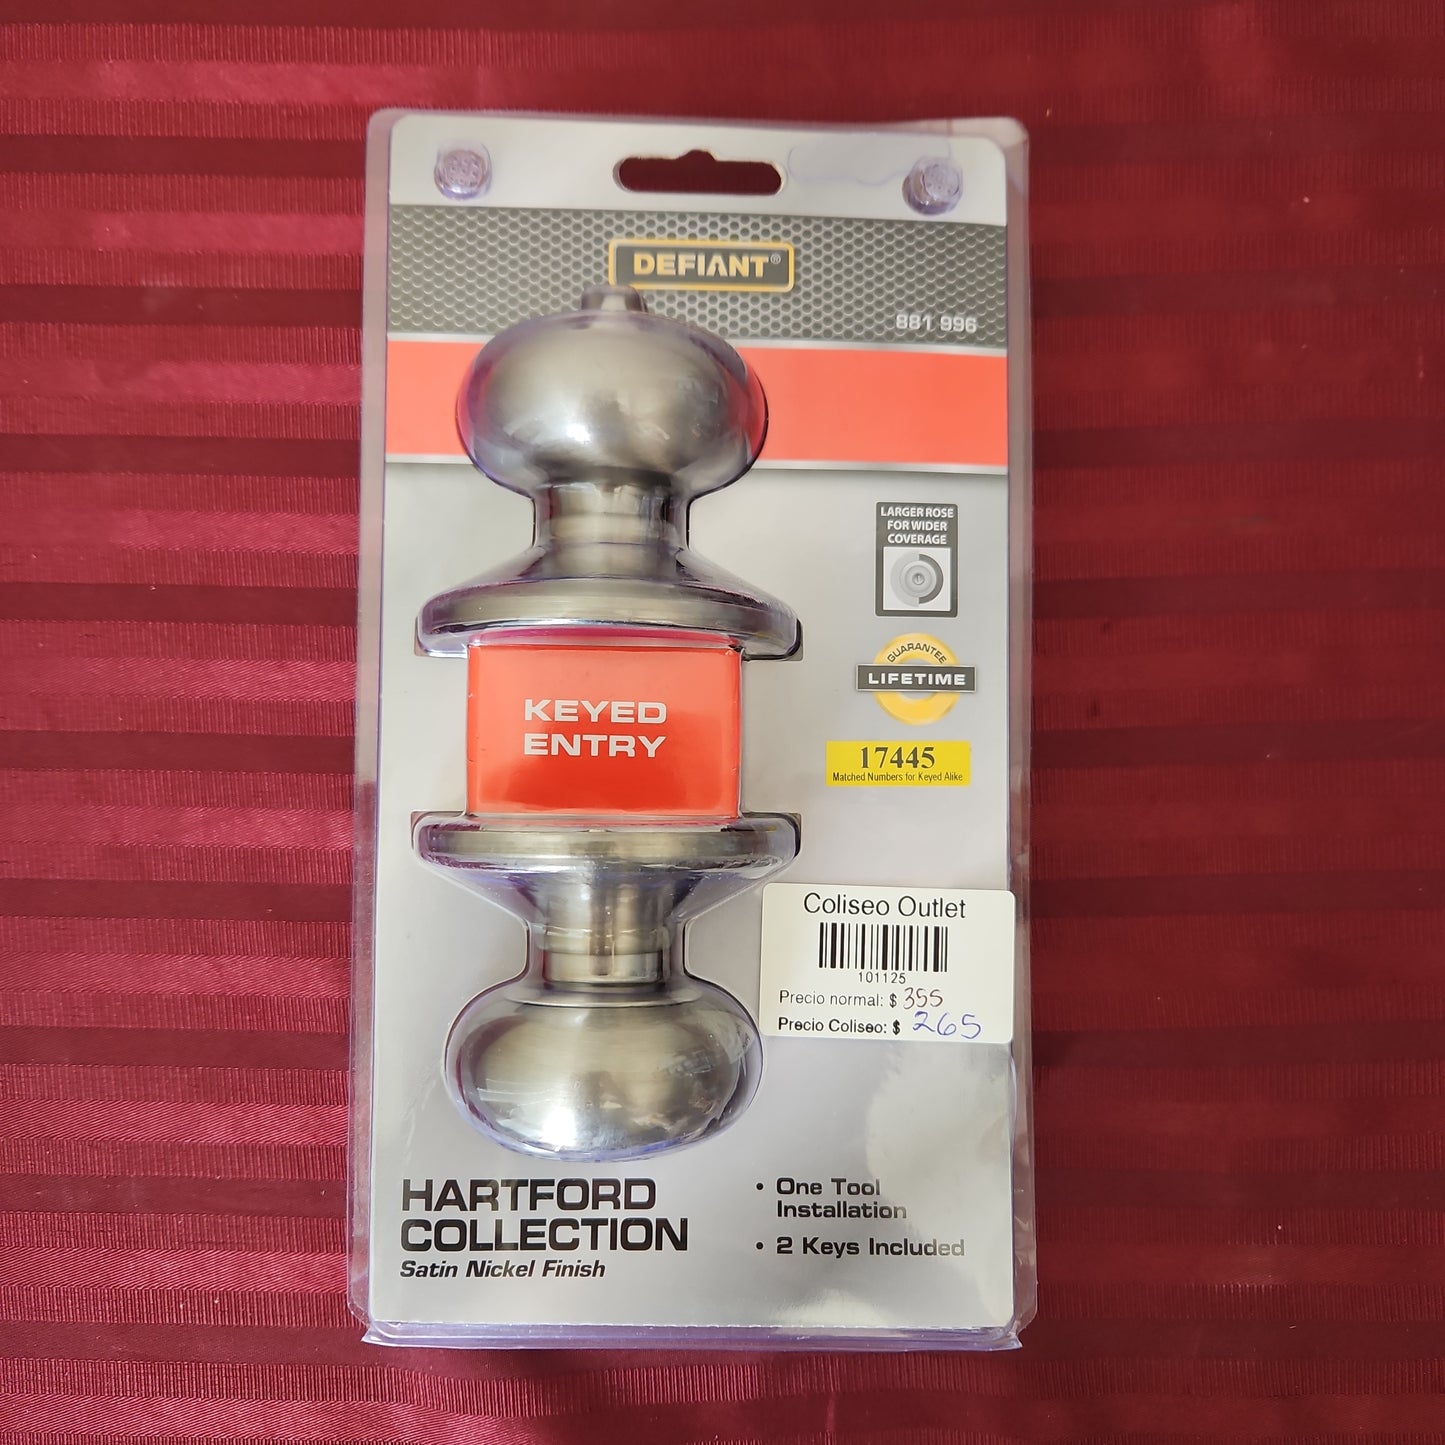 DEFIANT®
881 996
LARGER ROSE
FOR WIDER
COVERAGE
GUARANTEE
LIFETIME
KEYED
ENTRY
17445
Matched Numbers for Keyed Alike
Coliseo Outlet
101125
Precio normal: $ 355
Precio Coliseo: $ 265
HARTFORD
COLLECTION
Satin Nickel Finish
• One Tool
Installation
• 2 Keys Included